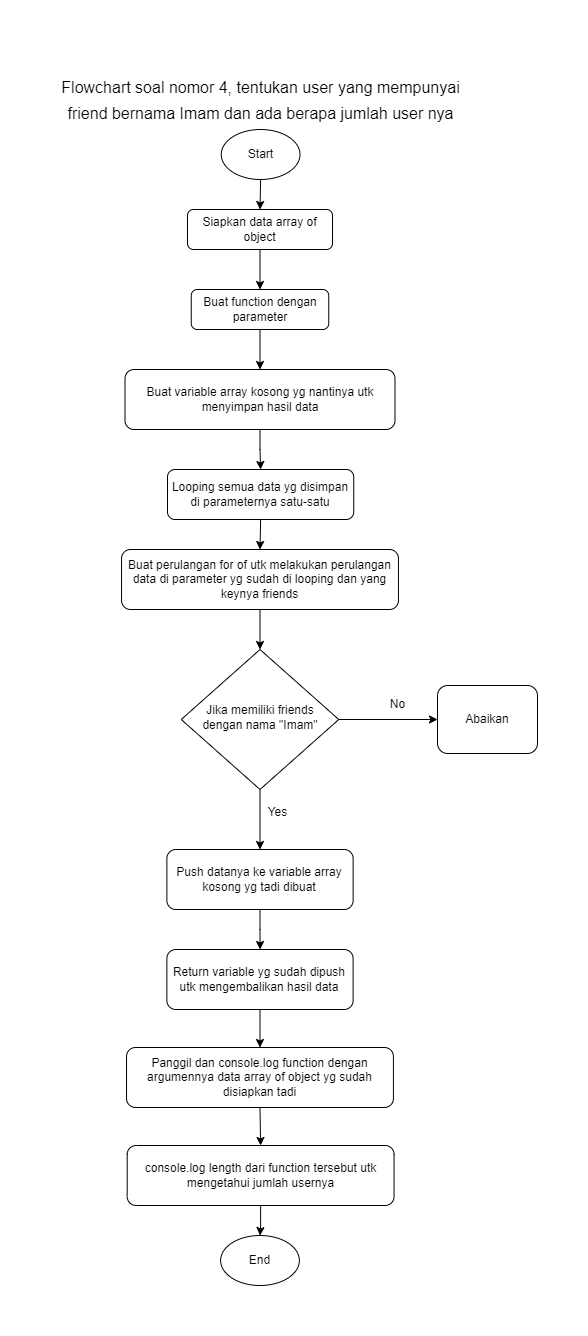 Flowchart soal nomor 4, tentukan user yang mempunyai
friend bernama Imam dan ada berapa jumlah user nya
Start
Siapkan data array of
object
Buat function dengan
parameter
Buat variable array kosong yg nantinya utk
menyimpan hasil data
Looping semua data yg disimpan
di parameternya satu-satu
Buat perulangan for of utk melakukan perulangan
data di parameter yg sudah di looping dan yang
keynya friends
Jika memiliki friends
dengan nama "Imam"
No
Abaikan
Yes
Push datanya ke variable array
kosong yg tadi dibuat
Return variable yg sudah dipush
utk mengembalikan hasil data
Panggil dan console.log function dengan
argumennya data array of object yg sudah
disiapkan tadi
console.log length dari function tersebut utk
mengetahui jumlah usernya
End